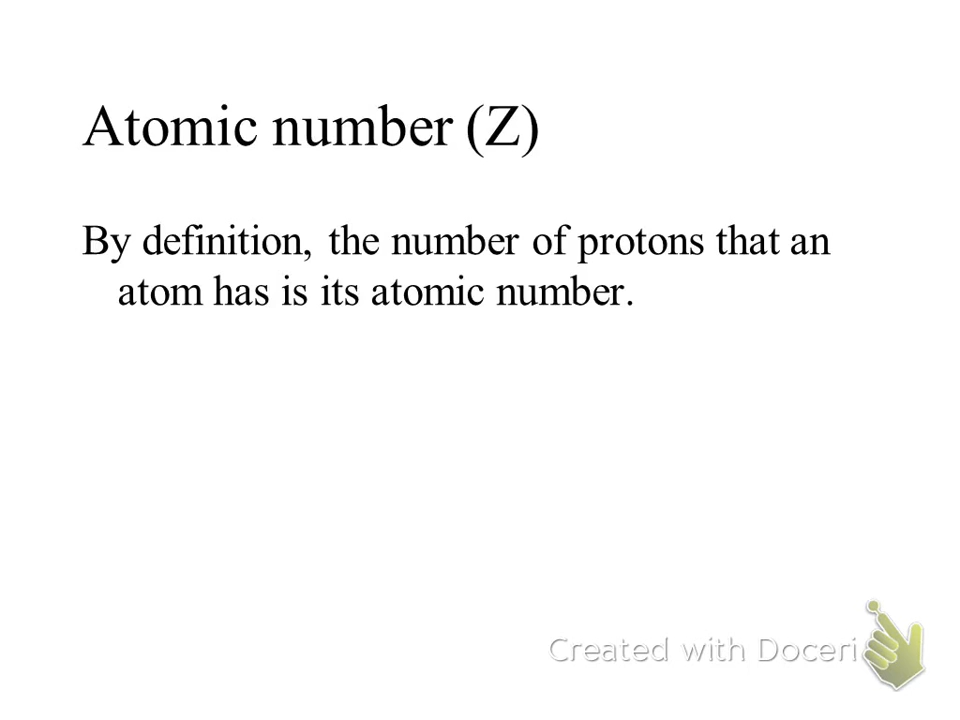 Atomic number (Z)
By definition, the number of protons that an
atom has is its atomic number.
Created with Doceri